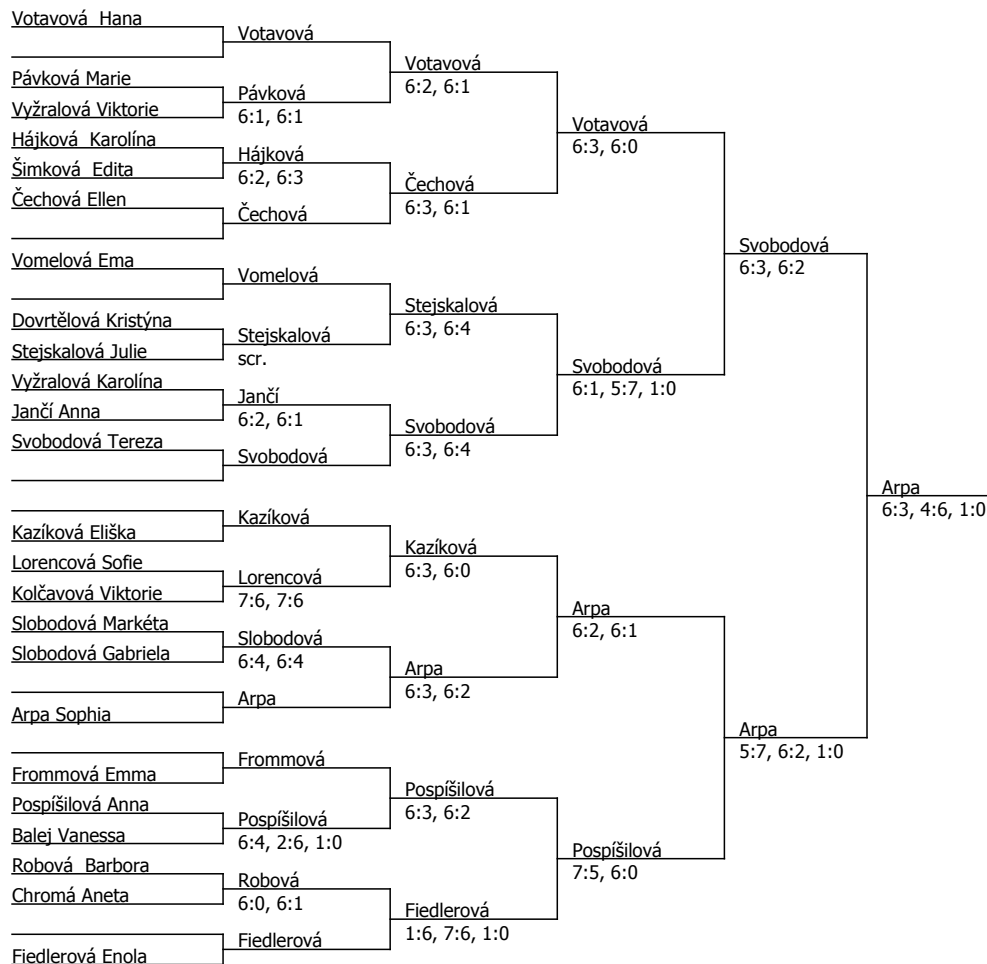 Votavová  Hana
Votavová
Votavová
6:2, 6:1
Pávková Marie
Pávková
6:1, 6:1
Vyžralová Viktorie
Votavová
6:3, 6:0
Hájková  Karolína
Hájková
6:2, 6:3
Šimková  Edita
Čechová
6:3, 6:1
Čechová Ellen
Čechová
Svobodová
6:3, 6:2
Vomelová Ema
Vomelová
Stejskalová
6:3, 6:4
Dovrtělová Kristýna
Stejskalová
scr.
Stejskalová Julie
Svobodová
6:1, 5:7, 1:0
Vyžralová Karolína
Jančí
6:2, 6:1
Jančí Anna
Svobodová
6:3, 6:4
Svobodová Tereza
Svobodová
Arpa
6:3, 4:6, 1:0
Kazíková
Kazíková Eliška
Kazíková
6:3, 6:0
Lorencová Sofie
Lorencová
7:6, 7:6
Kolčavová Viktorie
Arpa
6:2, 6:1
Slobodová Markéta
Slobodová
6:4, 6:4
Slobodová Gabriela
Arpa
6:3, 6:2
Arpa
Arpa Sophia
Arpa
5:7, 6:2, 1:0
Frommová
Frommová Emma
Pospíšilová
6:3, 6:2
Pospíšilová Anna
Pospíšilová
6:4, 2:6, 1:0
Balej Vanessa
Pospíšilová
7:5, 6:0
Robová  Barbora
Robová
6:0, 6:1
Chromá Aneta
Fiedlerová
1:6, 7:6, 1:0
Fiedlerová
Fiedlerová Enola